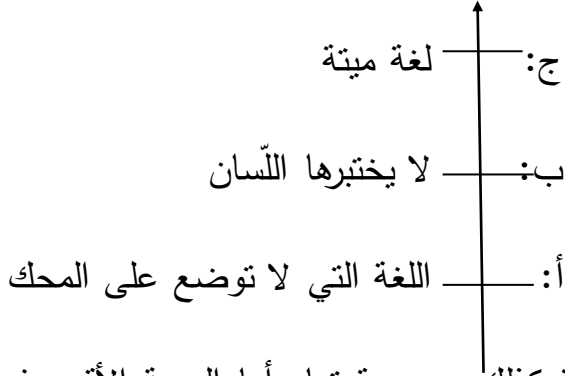 ج: لغة ميتة
ب: لا يختبرها اللّسان
أ: اللغة التي لا توضع على المحك